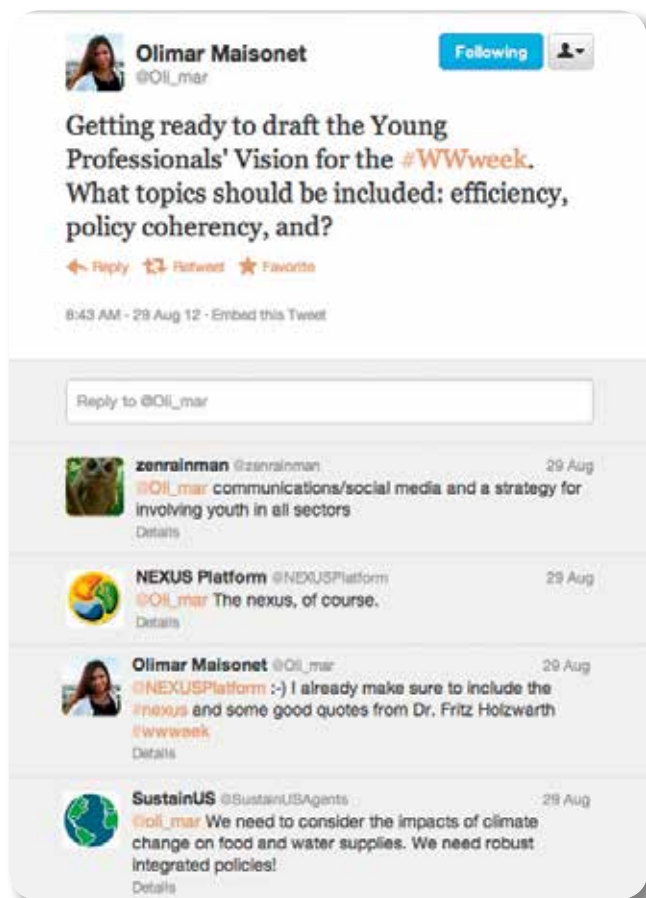 Olimar Maisonet
@Oli_mar
Following
Getting ready to draft the Young
Professionals' Vision for the #WWweek.
What topics should be included: efficiency,
policy coherency, and?
Reply Retweet Favorite
8:43 AM - 29 Aug 12 · Embed this Tweet
Reply to @Oli_mar
zenrainman @zenrainman 29 Aug
@Oli_mar communications/social media and a strategy for
involving youth in all sectors
Details
NEXUS Platform @NEXUSPlatform 29 Aug
@Oli_mar The nexus, of course.
Details
Olimar Maisonet @Oli_mar 29 Aug
@NEXUSPlatform :-) I already make sure to include the
#nexus and some good quotes from Dr. Fritz Holzwarth
#wwweek
Details
SustainUS @SustainUSAgents 29 Aug
@oli_mar We need to consider the impacts of climate
change on food and water supplies. We need robust
integrated policies!
Details